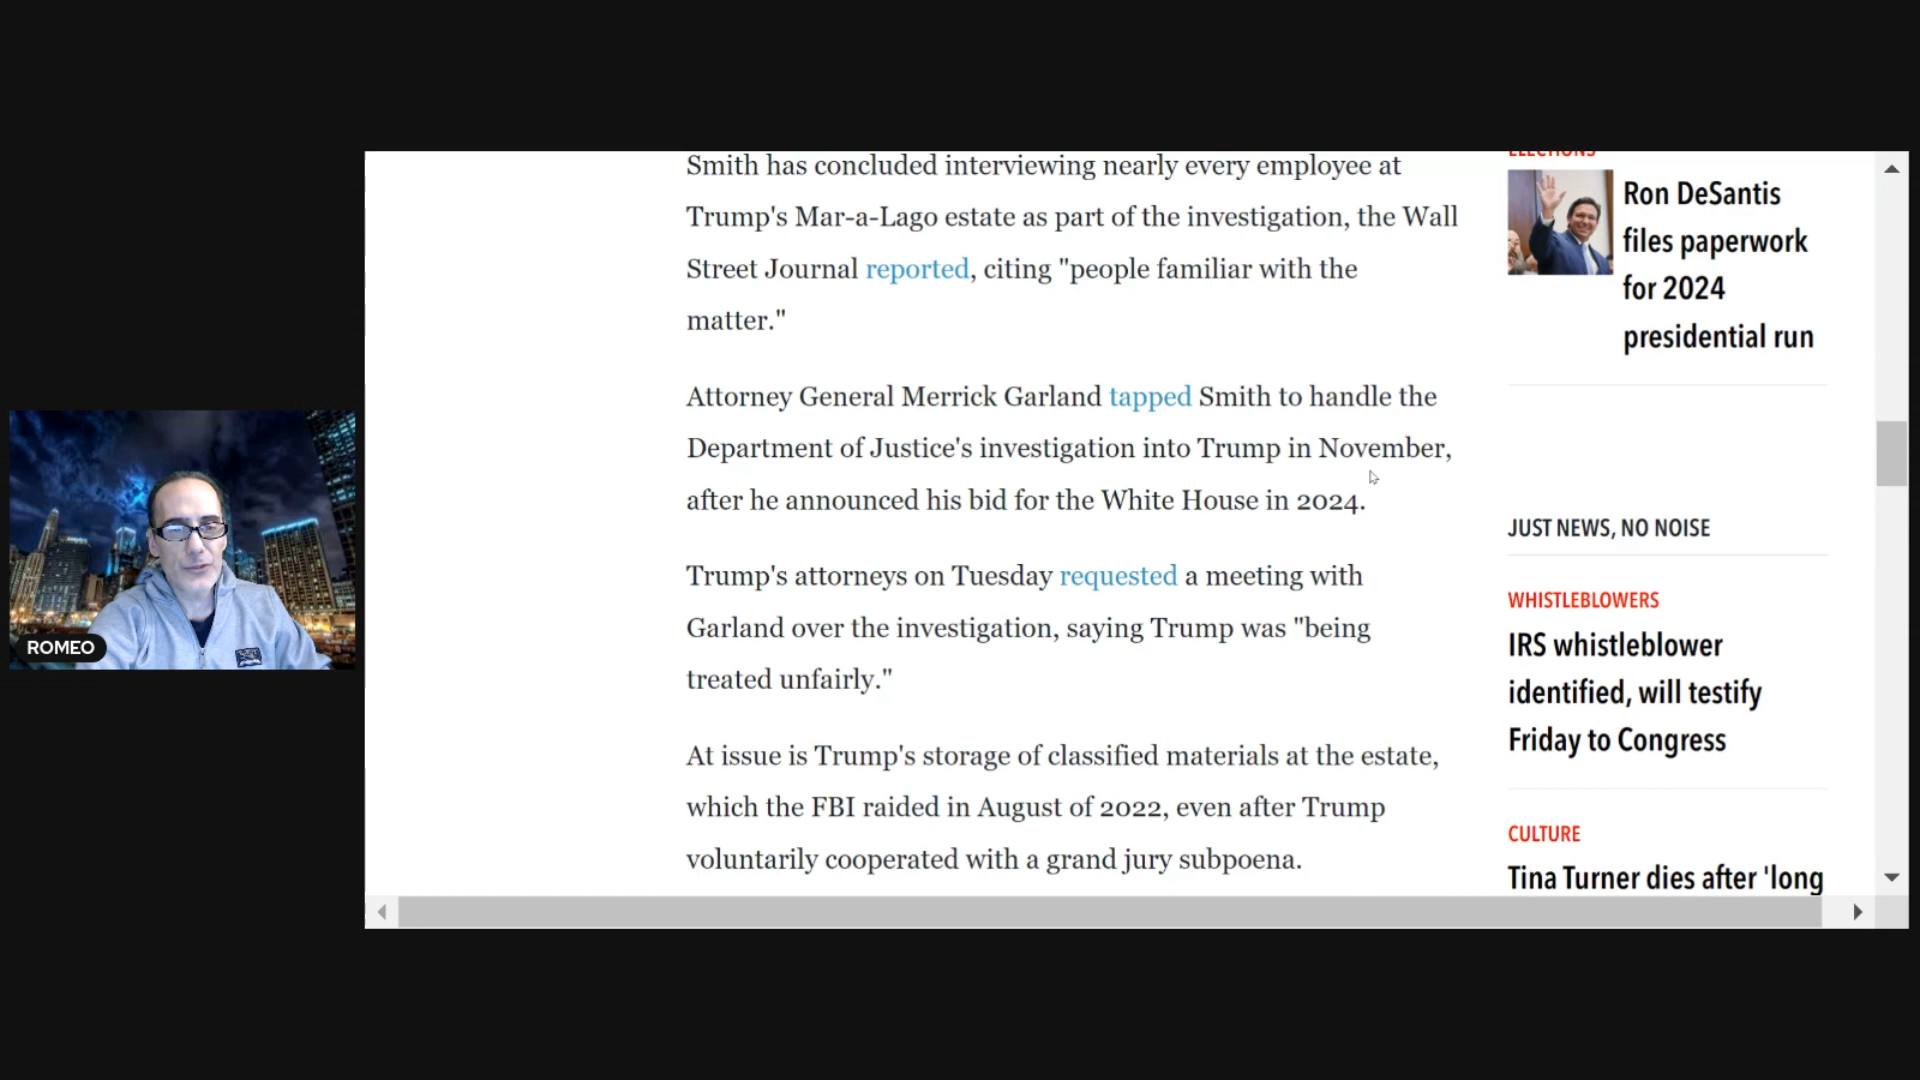 Smith has concluded interviewing nearly every employee at
Trump's Mar-a-Lago estate as part of the investigation, the Wall
Street Journal reported, citing "people familiar with the
matter."
Attorney General Merrick Garland tapped Smith to handle the
Department of Justice's investigation into Trump in November,
after he announced his bid for the White House in 2024.
Trump's attorneys on Tuesday requested a meeting with
Garland over the investigation, saying Trump was "being
treated unfairly."
At issue is Trump's storage of classified materials at the estate,
which the FBI raided in August of 2022, even after Trump
voluntarily cooperated with a grand jury subpoena.
ELECTIONS
Ron DeSantis
files paperwork
for 2024
presidential run
JUST NEWS, NO NOISE
WHISTLEBLOWERS
IRS whistleblower
identified, will testify
Friday to Congress
CULTURE
Tina Turner dies after 'long
ROMEO